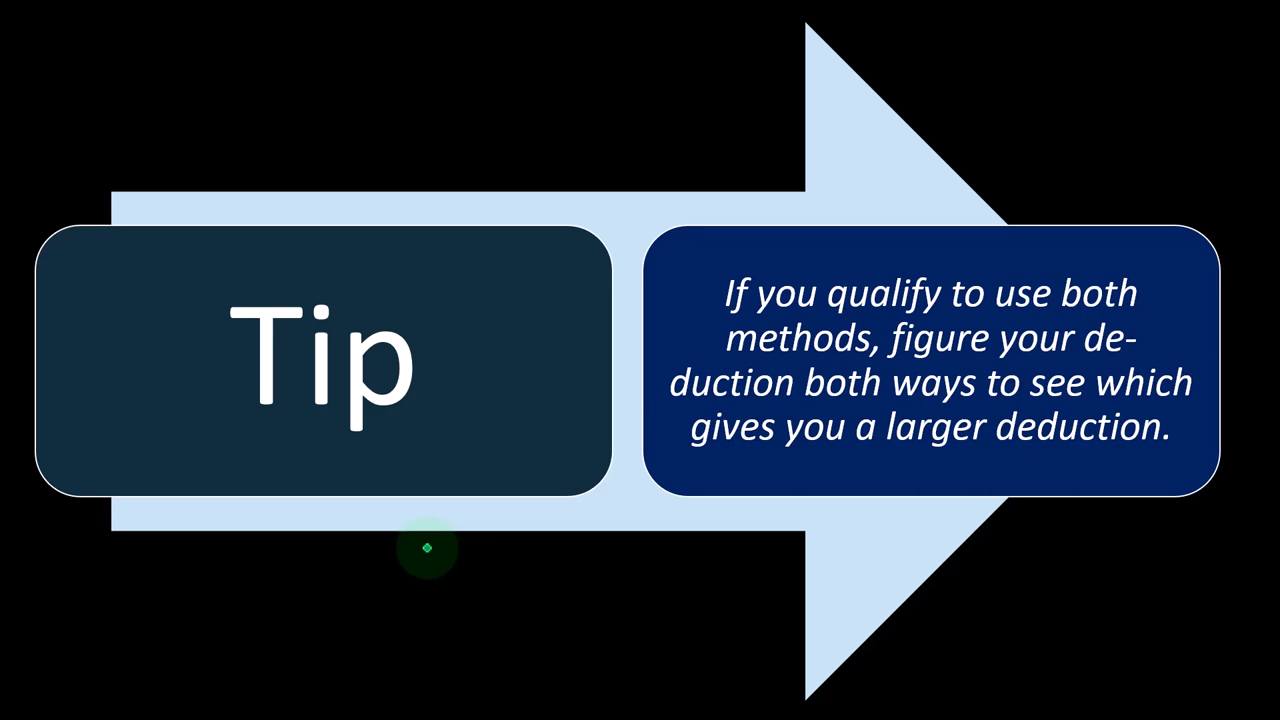 Tip
If you qualify to use both
methods, figure your de-
duction both ways to see which
gives you a larger deduction.